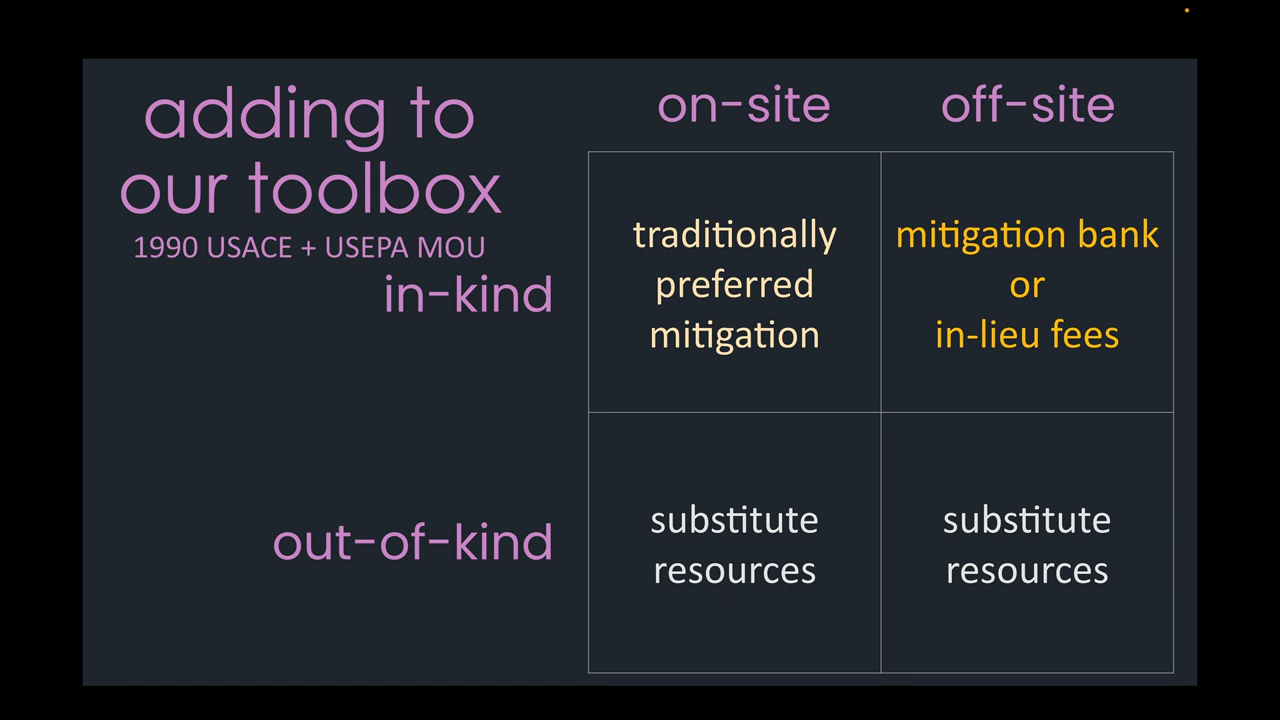 adding to
our toolbox
1990 USACE + USEPA MOU
on-site
off-site
in-kind
traditionally
preferred
mitigation
mitigation bank
or
in-lieu fees
out-of-kind
substitute
resources
substitute
resources